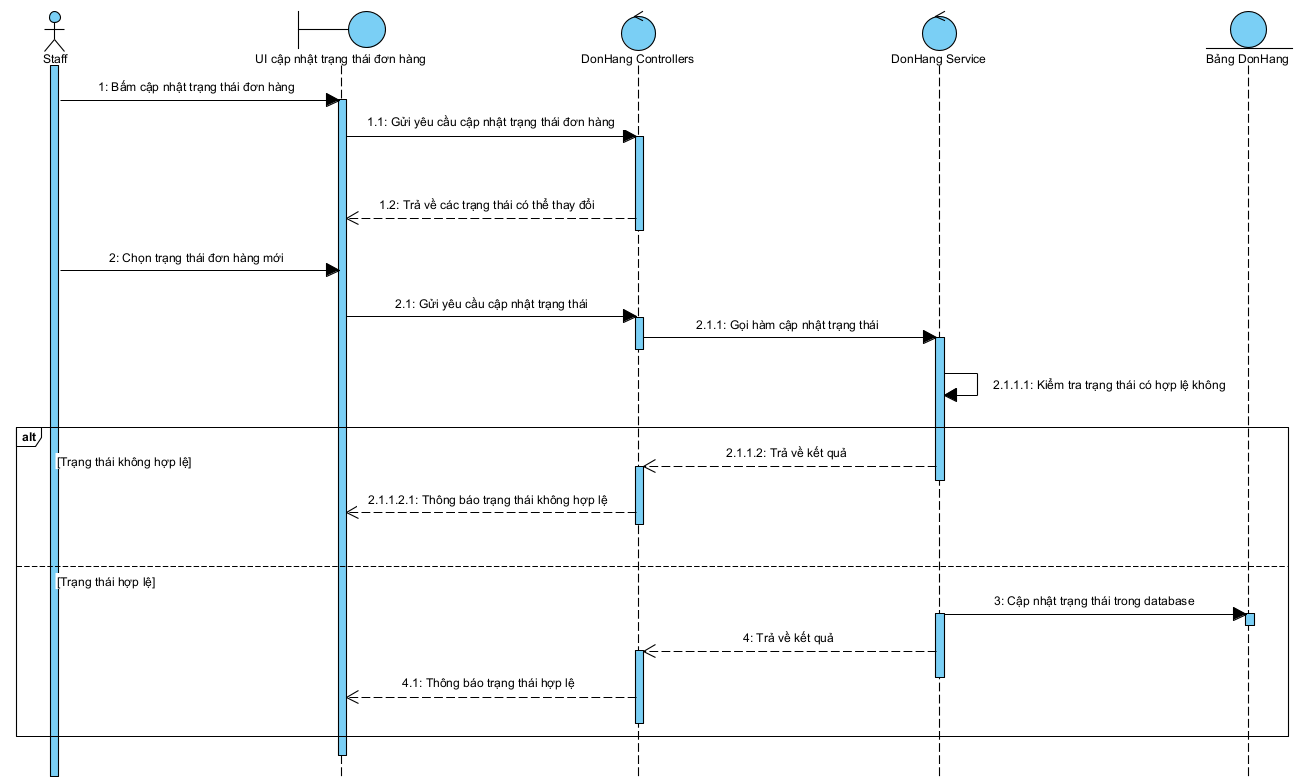 Staff
UI cập nhật trạng thái đơn hàng
DonHang Controllers
DonHang Service
Bảng DonHang
1: Bấm cập nhật trạng thái đơn hàng
1.1: Gửi yêu cầu cập nhật trạng thái đơn hàng
1.2: Trả về các trạng thái có thể thay đổi
2: Chọn trạng thái đơn hàng mới
2.1: Gửi yêu cầu cập nhật trạng thái
2.1.1: Gọi hàm cập nhật trạng thái
2.1.1.1: Kiểm tra trạng thái có hợp lệ không
alt
[Trạng thái không hợp lệ]
2.1.1.2: Trả về kết quả
2.1.1.2.1: Thông báo trạng thái không hợp lệ
[Trạng thái hợp lệ]
3: Cập nhật trạng thái trong database
4: Trả về kết quả
4.1: Thông báo trạng thái hợp lệ